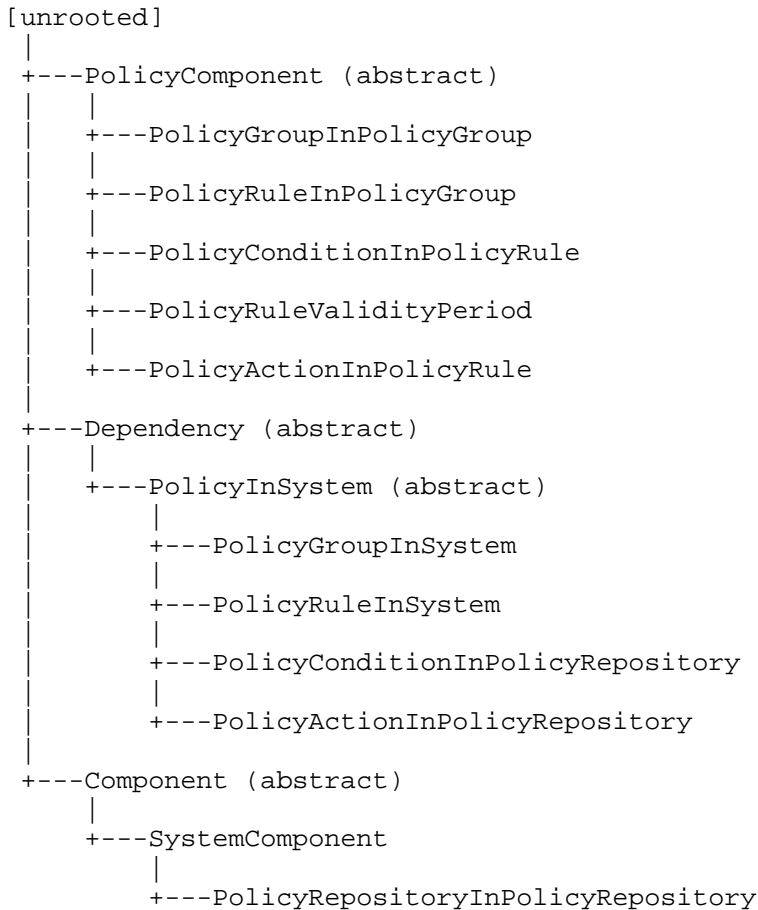 [unrooted]
 |
 +---PolicyComponent (abstract)
 |   |
 |   +---PolicyGroupInPolicyGroup
 |   |
 |   +---PolicyRuleInPolicyGroup
 |   |
 |   +---PolicyConditionInPolicyRule
 |   |
 |   +---PolicyRuleValidityPeriod
 |   |
 |   +---PolicyActionInPolicyRule
 |
 +---Dependency (abstract)
 |   |
 |   +---PolicyInSystem (abstract)
 |       |
 |       +---PolicyGroupInSystem
 |       |
 |       +---PolicyRuleInSystem
 |       |
 |       +---PolicyConditionInPolicyRepository
 |       |
 |       +---PolicyActionInPolicyRepository
 |
 +---Component (abstract)
     |
     +---SystemComponent
         |
         +---PolicyRepositoryInPolicyRepository